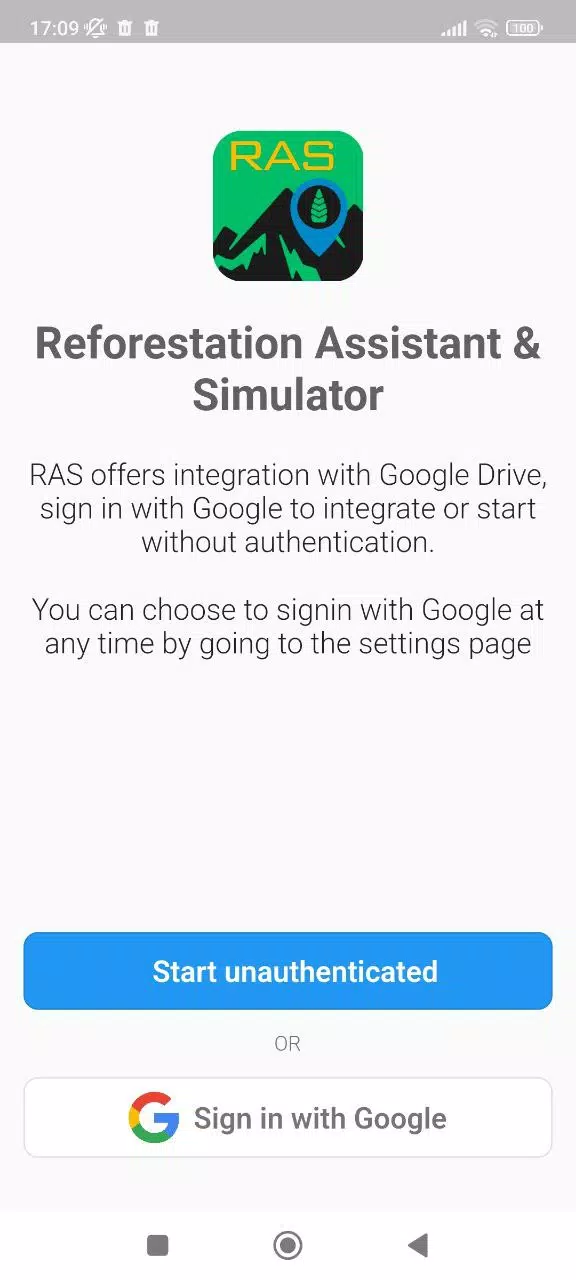 17:09
100
RAS
Reforestation Assistant &
Simulator
RAS offers integration with Google Drive,
sign in with Google to integrate or start
without authentication.
You can choose to signin with Google at
any time by going to the settings page
Start unauthenticated
OR
Sign in with Google